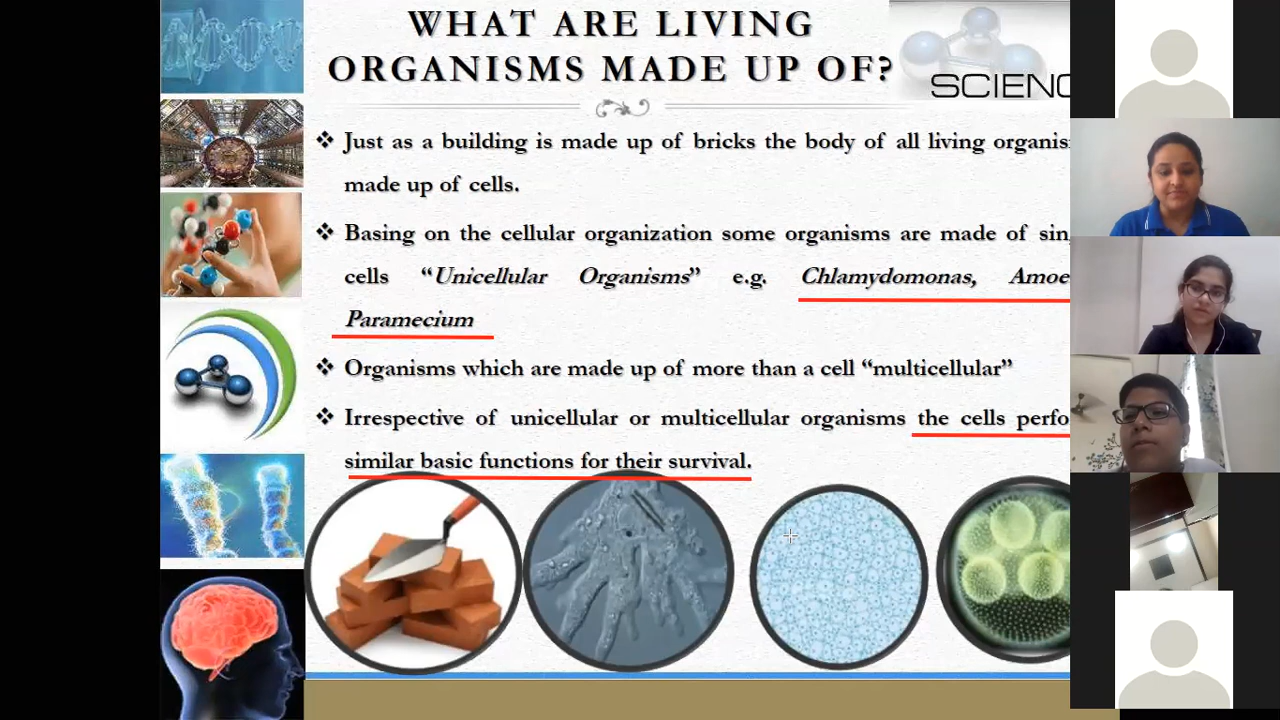 WHAT ARE LIVING
ORGANISMS MADE UP OF?
SCIENC
❖ Just as a building is made up of bricks the body of all living organis
made up of cells.
❖ Basing on the cellular organization some organisms are made of sin
cells “Unicellular Organisms” e.g. Chlamydomonas, Amoe
Paramecium
❖ Organisms which are made up of more than a cell “multicellular”
❖ Irrespective of unicellular or multicellular organisms the cells perfo
similar basic functions for their survival.